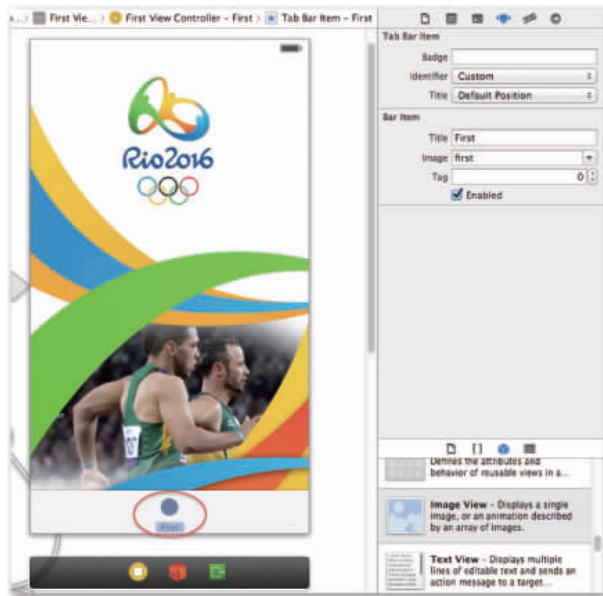 ...) First Vie... First View Controller - First Tab Bar Item - First
Tab Bar Item
Badge
Identifier Custom
Title Default Position
Bar Item
Title First
Image first
Tag 0
Enabled
Rio2016
First
{ }
Defines the attributes and
behavior of reusable views in a...
Image View - Displays a single
image, or an animation described
by an array of images.
Text View - Displays multiple
lines of editable text and sends an
action message to a target...